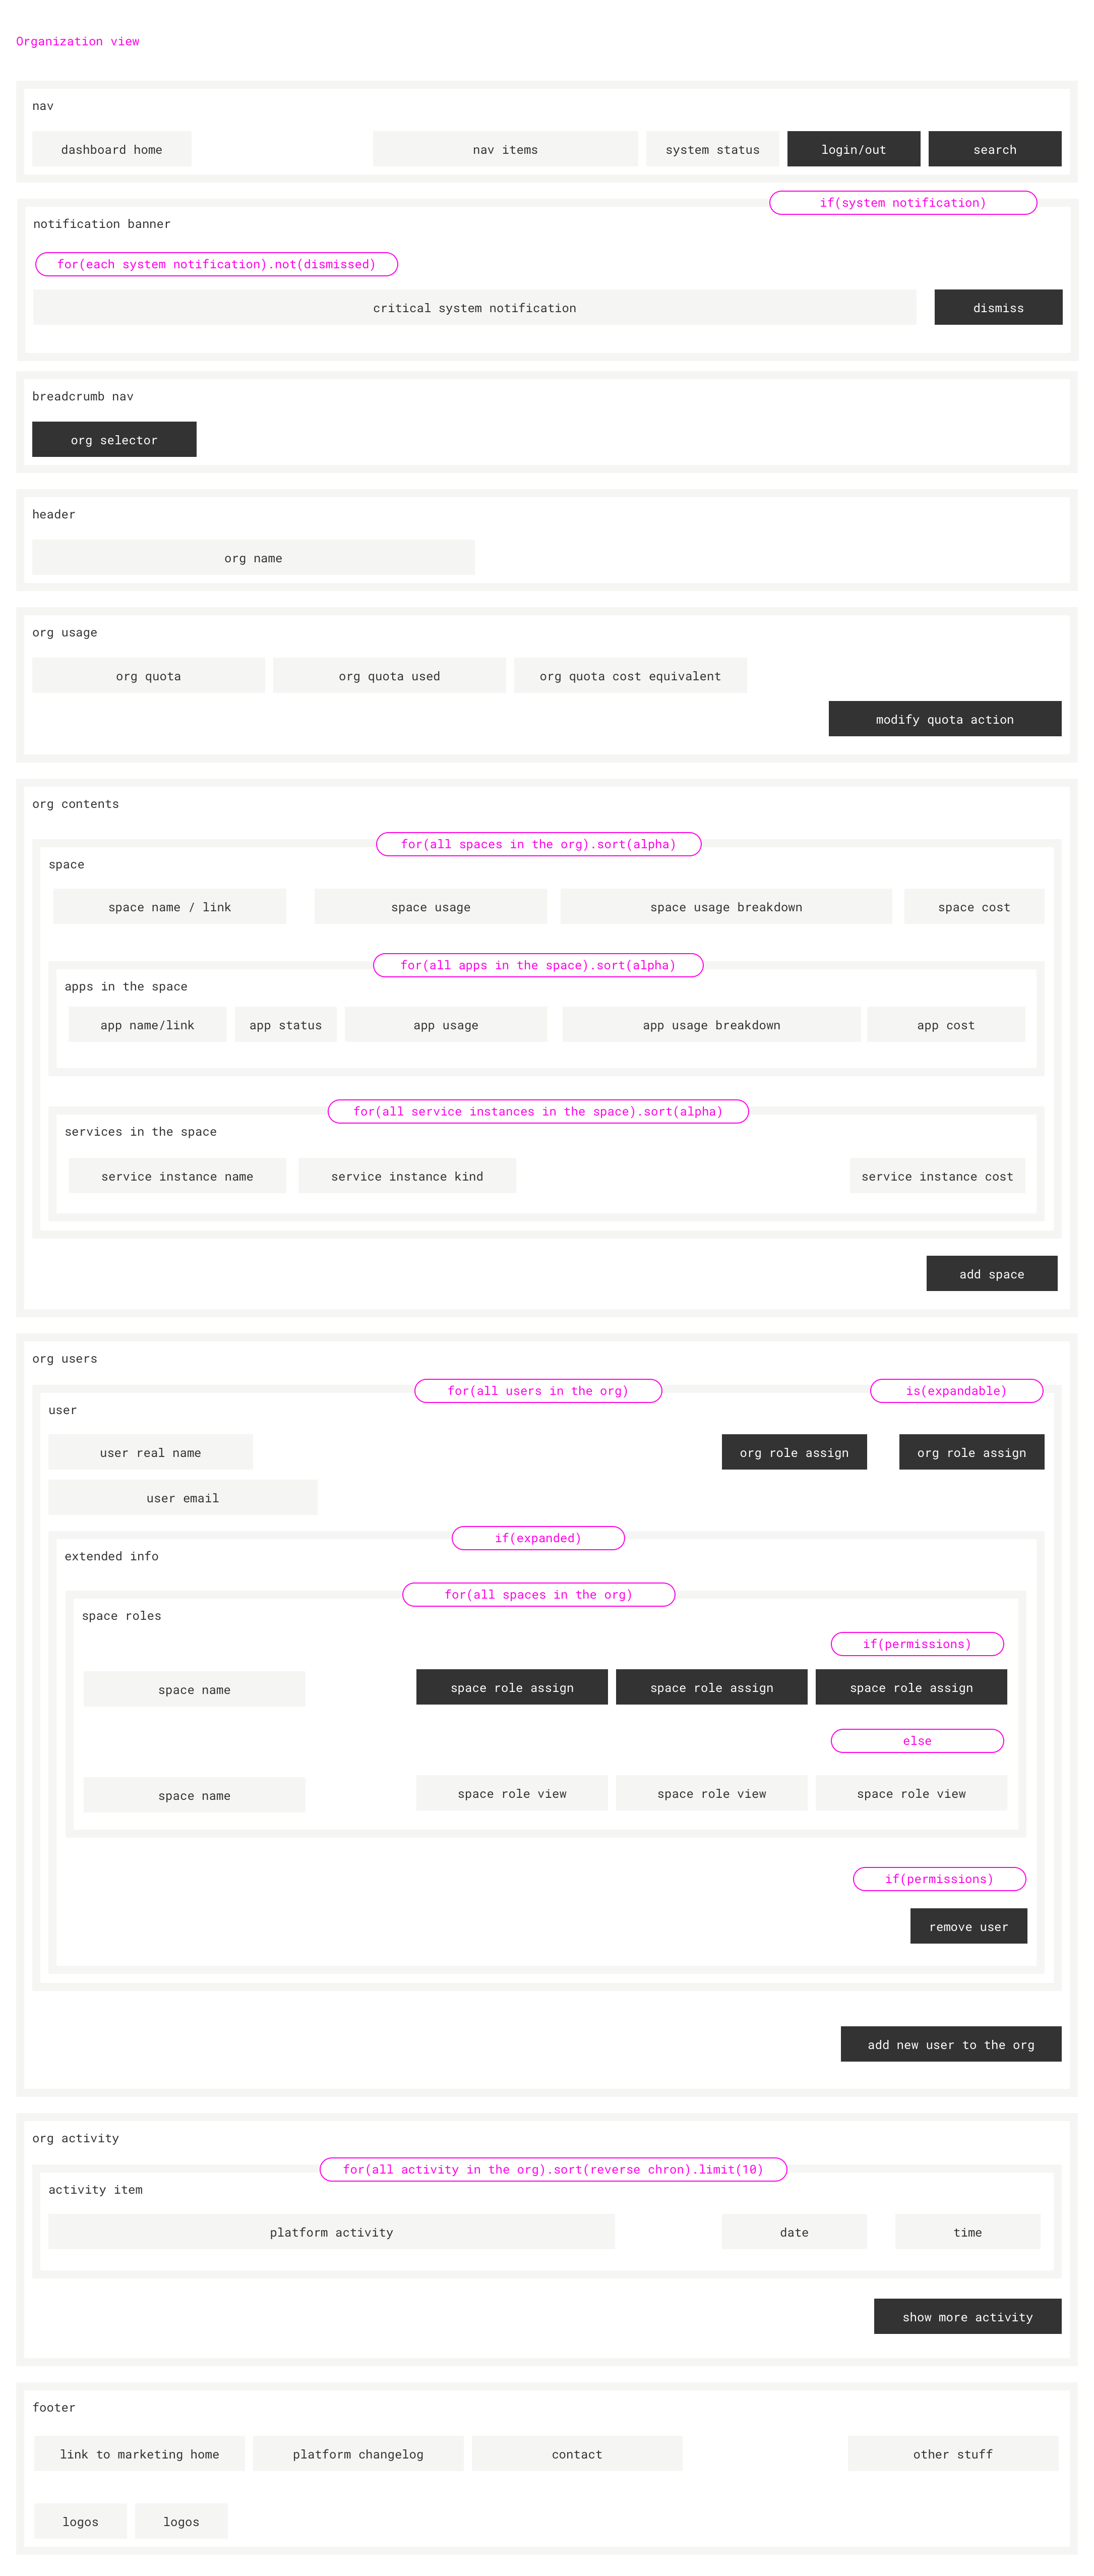 Organization view
nav
dashboard home
nav items
system status
login/out
search
if(system notification)
notification banner
for(each system notification).not(dismissed)
critical system notification
dismiss
breadcrumb nav
org selector
header
org name
org usage
org quota
org quota used
org quota cost equivalent
modify quota action
org contents
for(all spaces in the org).sort(alpha)
space
space name / link
space usage
space usage breakdown
space cost
for(all apps in the space).sort(alpha)
apps in the space
app name/link
app status
app usage
app usage breakdown
app cost
for(all service instances in the space).sort(alpha)
services in the space
service instance name
service instance kind
service instance cost
add space
org users
for(all users in the org)
is(expandable)
user
user real name
org role assign
org role assign
user email
if(expanded)
extended info
for(all spaces in the org)
space roles
if(permissions)
space name
space role assign
space role assign
space role assign
else
space name
space role view
space role view
space role view
if(permissions)
remove user
add new user to the org
org activity
for(all activity in the org).sort(reverse chron).limit(10)
activity item
platform activity
date
time
show more activity
footer
link to marketing home
platform changelog
contact
other stuff
logos
logos